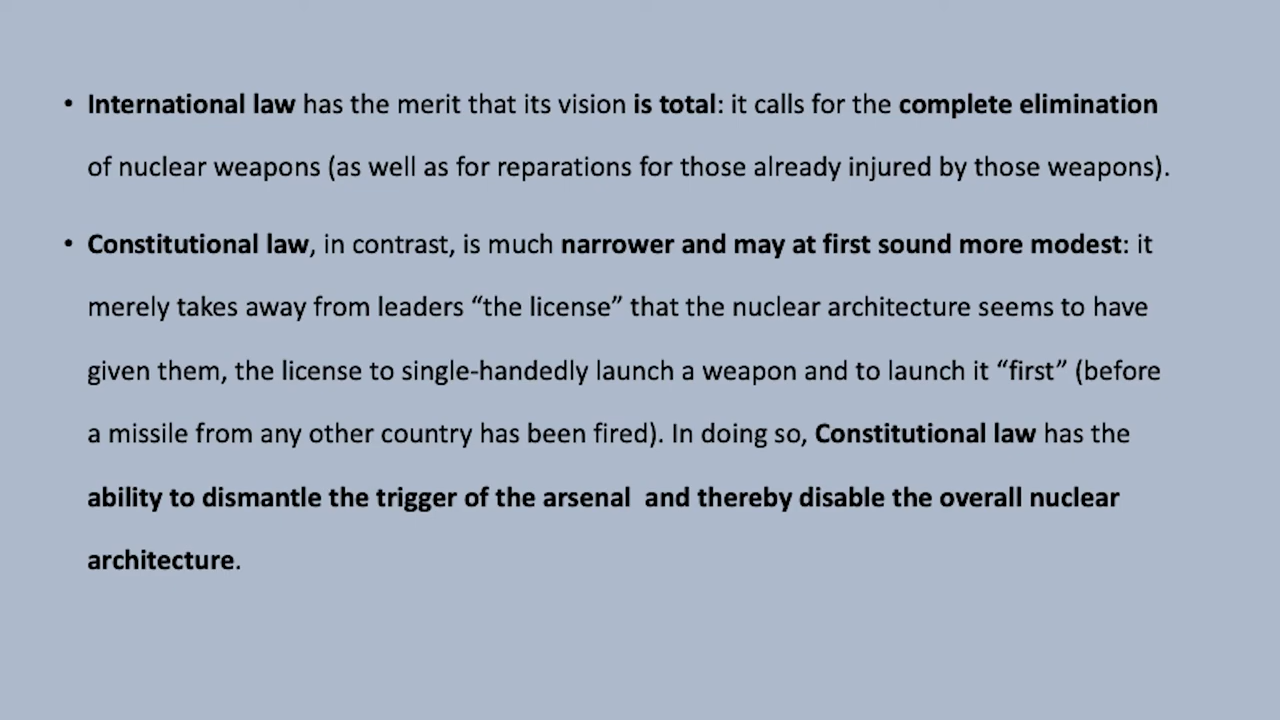 • International law has the merit that its vision is total: it calls for the complete elimination
of nuclear weapons (as well as for reparations for those already injured by those weapons).
• Constitutional law, in contrast, is much narrower and may at first sound more modest: it
merely takes away from leaders “the license” that the nuclear architecture seems to have
given them, the license to single-handedly launch a weapon and to launch it “first” (before
a missile from any other country has been fired). In doing so, Constitutional law has the
ability to dismantle the trigger of the arsenal  and thereby disable the overall nuclear
architecture.